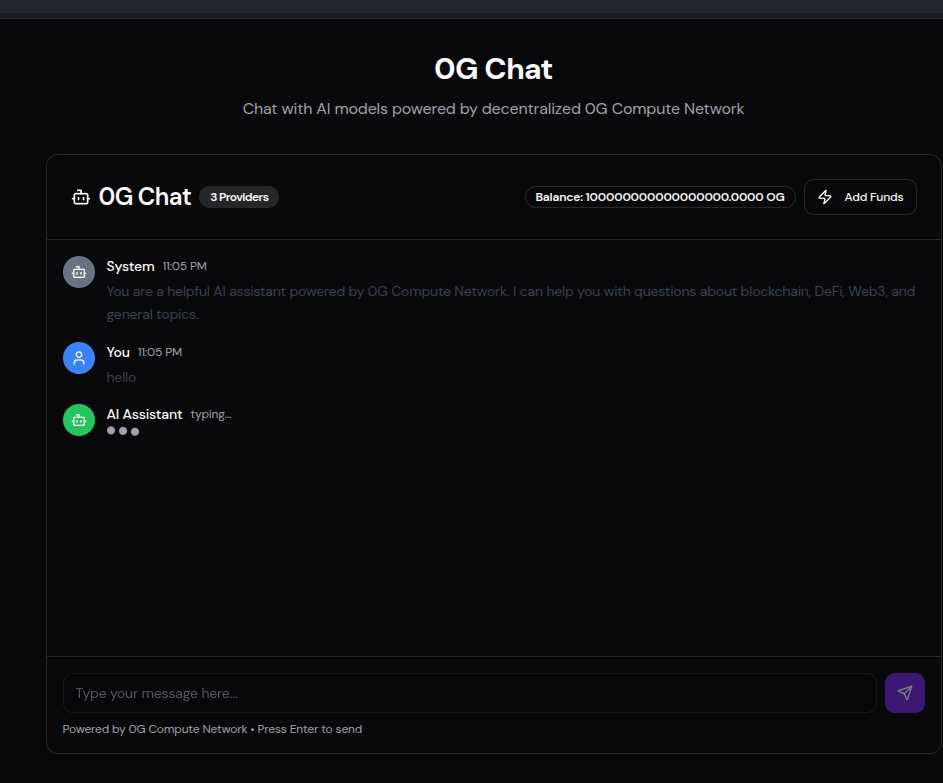 0G Chat
Chat with AI models powered by decentralized 0G Compute Network
0G Chat
3 Providers
Balance: 100000000000000000.0000 OG
Add Funds
System 11:05 PM
You are a helpful AI assistant powered by 0G Compute Network. I can help you with questions about blockchain, DeFi, Web3, and
general topics.
You 11:05 PM
hello
AI Assistant typing...
Type your message here...
Powered by 0G Compute Network • Press Enter to send